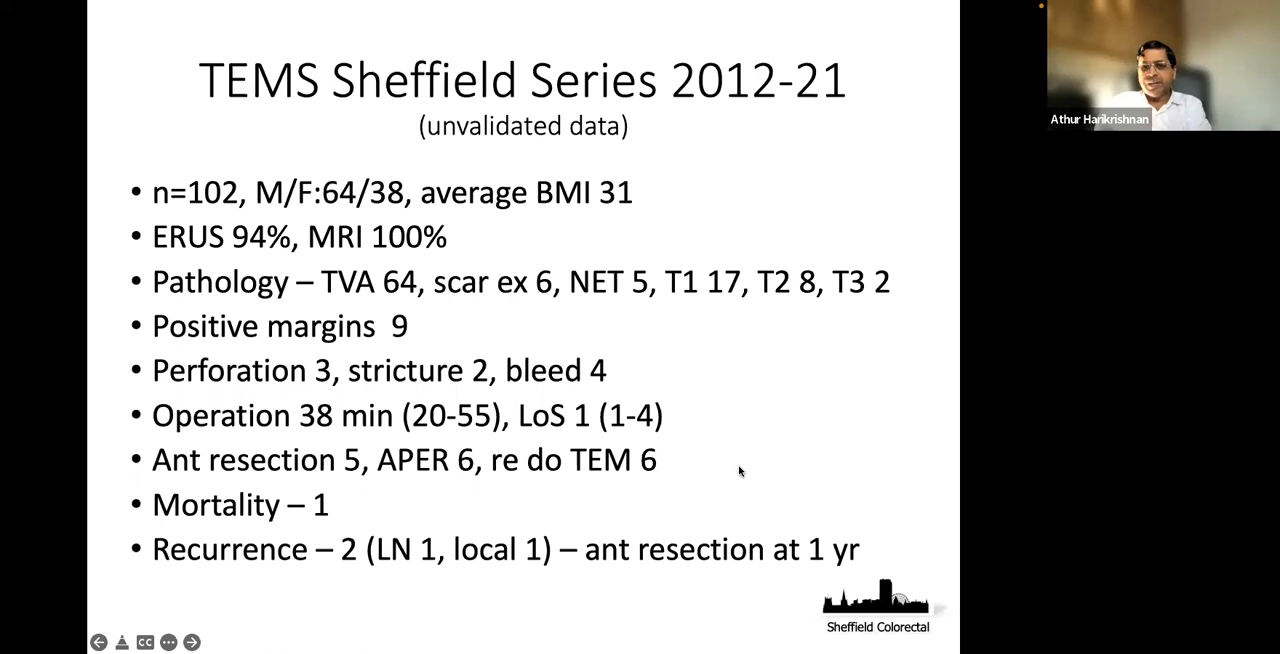 TEMS Sheffield Series 2012-21
(unvalidated data)
• n=102, M/F:64/38, average BMI 31
• ERUS 94%, MRI 100%
• Pathology – TVA 64, scar ex 6, NET 5, T1 17, T2 8, T3 2
• Positive margins 9
• Perforation 3, stricture 2, bleed 4
• Operation 38 min (20-55), LoS 1 (1-4)
• Ant resection 5, APER 6, re do TEM 6
• Mortality – 1
• Recurrence – 2 (LN 1, local 1) – ant resection at 1 yr
Sheffield Colorectal
CC
Athur Harikrishnan